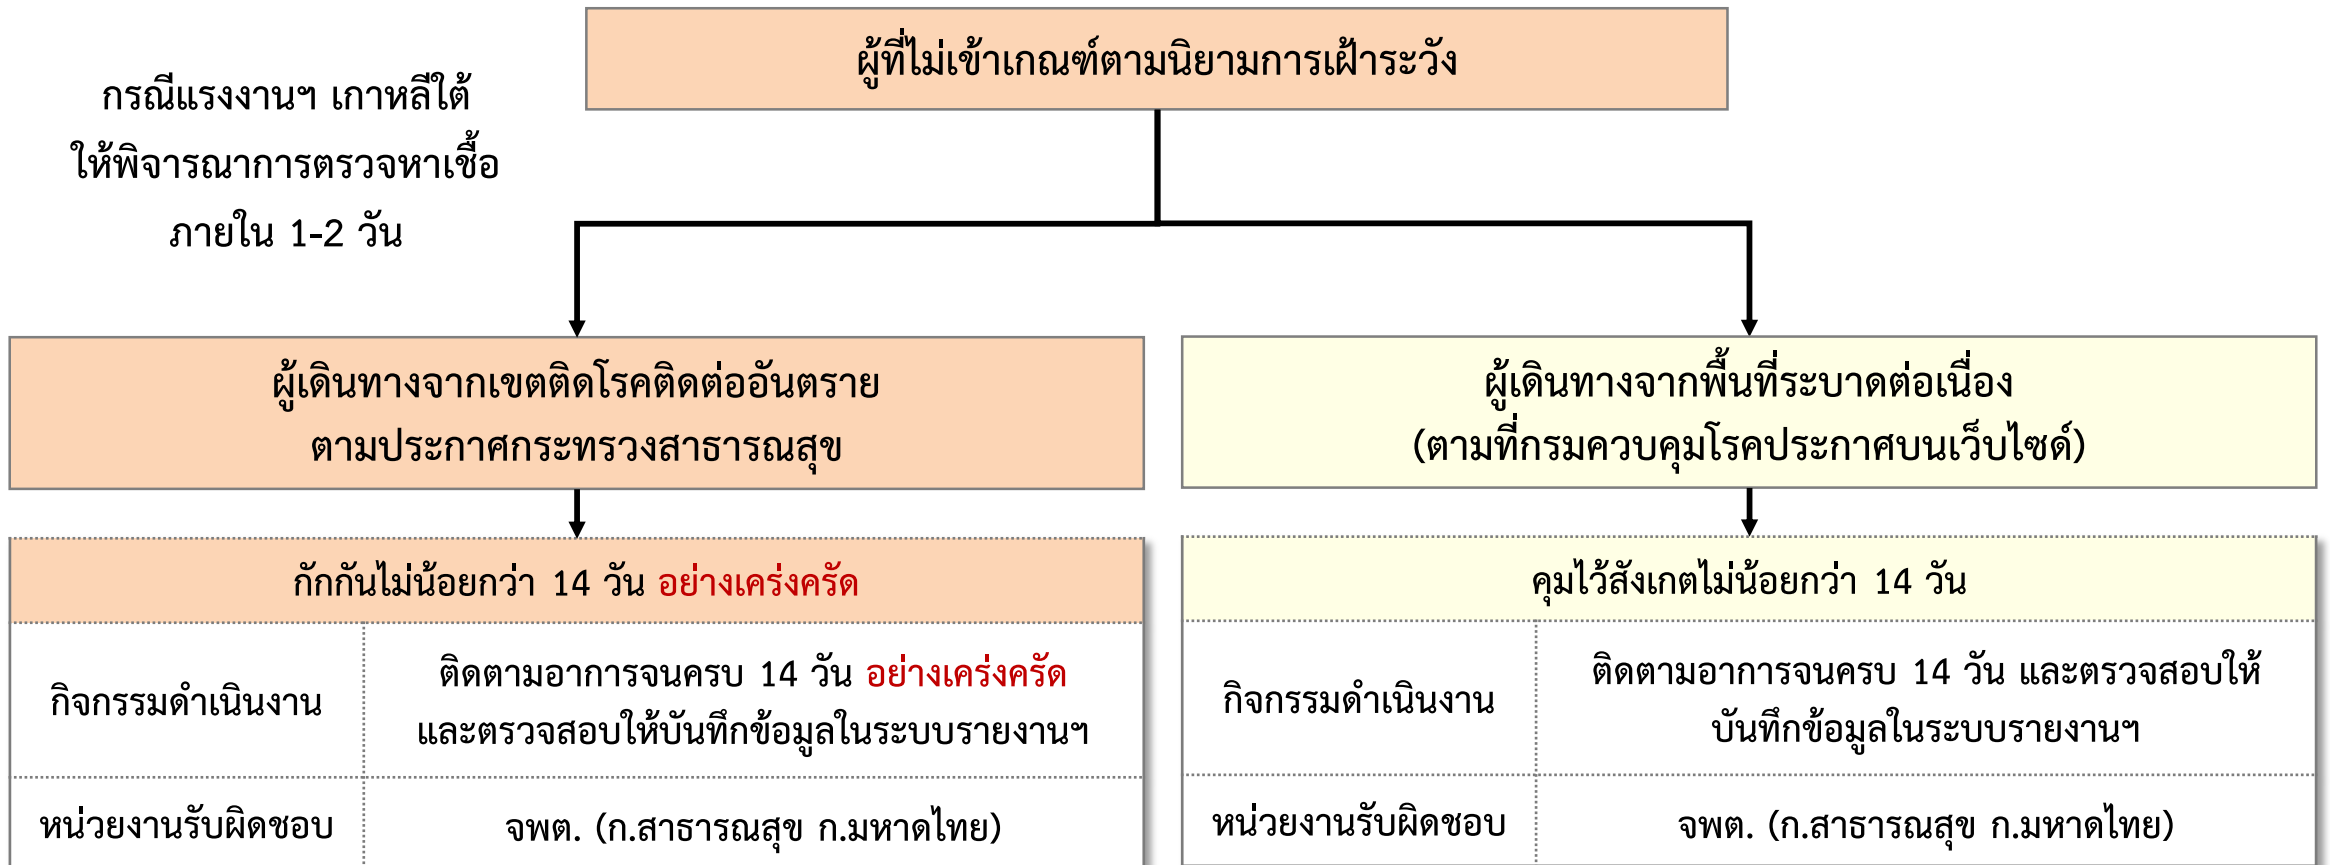 ผู้ที่ไม่เข้าเกณฑ์ตามนิยามการเฝ้าระวัง
กรณีแรงงานฯ เกาหลีใต้
ให้พิจารณาการตรวจหาเชื้อ
ภายใน 1-2 วัน
ผู้เดินทางจากเขตติดโรคติดต่ออันตราย
ตามประกาศกระทรวงสาธารณสุข
กักกันไม่น้อยกว่า 14 วัน อย่างเคร่งครัด
กิจกรรมดำเนินงาน
ติดตามอาการจนครบ 14 วัน อย่างเคร่งครัด
และตรวจสอบให้บันทึกข้อมูลในระบบรายงานฯ
หน่วยงานรับผิดชอบ
จพต. (ก.สาธารณสุข ก.มหาดไทย)
ผู้เดินทางจากพื้นที่ระบาดต่อเนื่อง
(ตามที่กรมควบคุมโรคประกาศบนเว็บไซด์)
คุมไว้สังเกตไม่น้อยกว่า 14 วัน
กิจกรรมดำเนินงาน
ติดตามอาการจนครบ 14 วัน และตรวจสอบให้
บันทึกข้อมูลในระบบรายงานฯ
หน่วยงานรับผิดชอบ
จพต. (ก.สาธารณสุข ก.มหาดไทย)